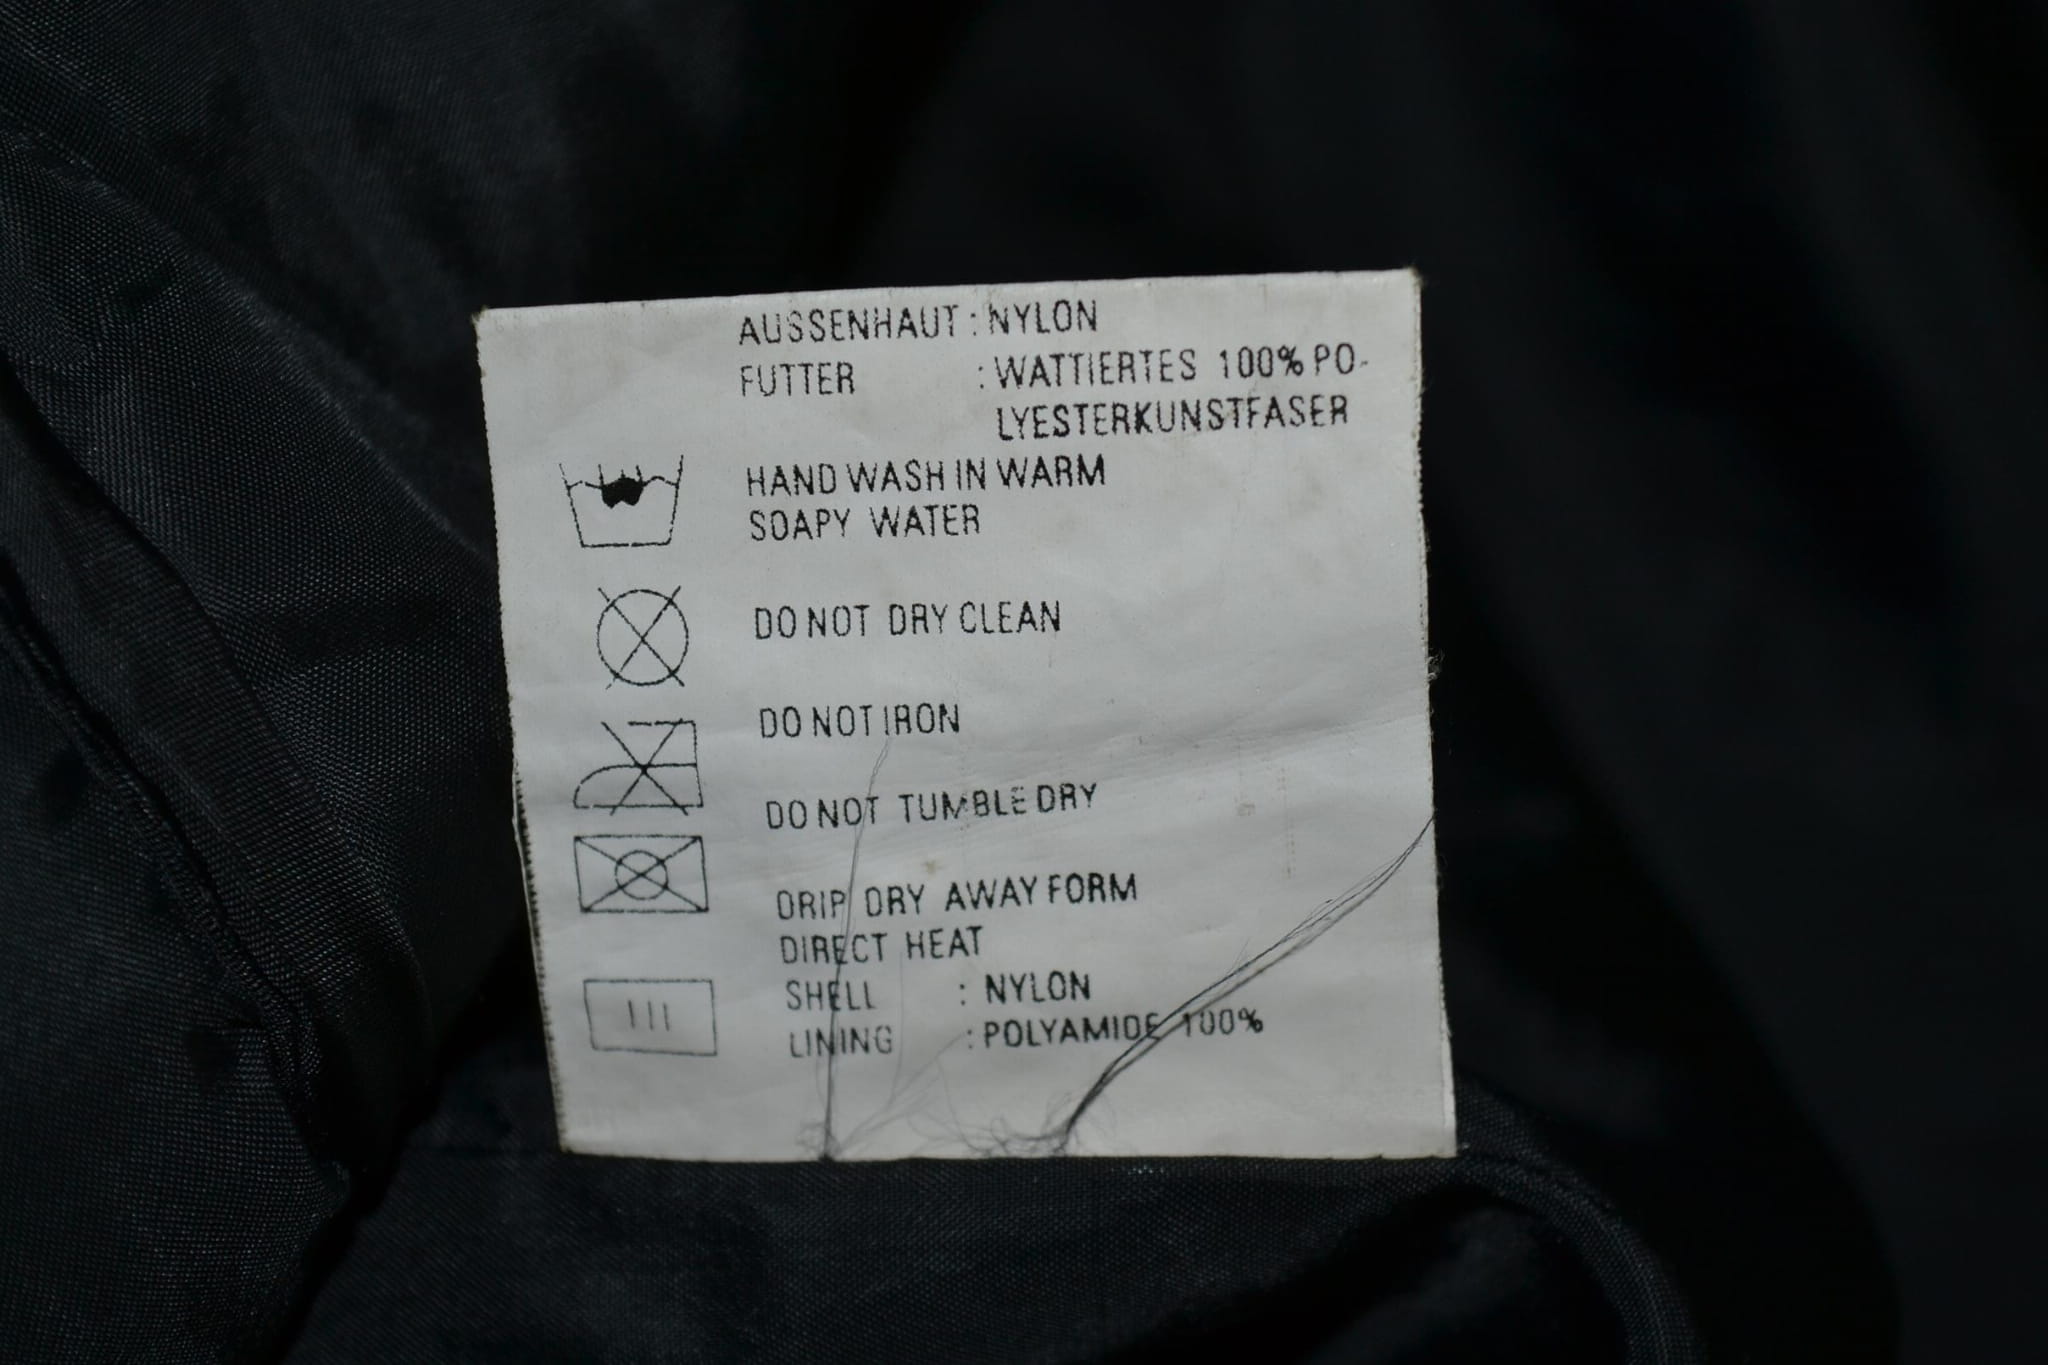 AUSSENHAUT : NYLON
FUTTER : WATTIERTES 100% PO-
LYESTERKUNSTFASER
HAND WASH IN WARM
SOAPY WATER
DO NOT DRY CLEAN
DO NOT IRON
DO NOT TUMBLE DRY
DRIP DRY AWAY FORM
DIRECT HEAT
SHELL : NYLON
LINING : POLYAMIDE 100%